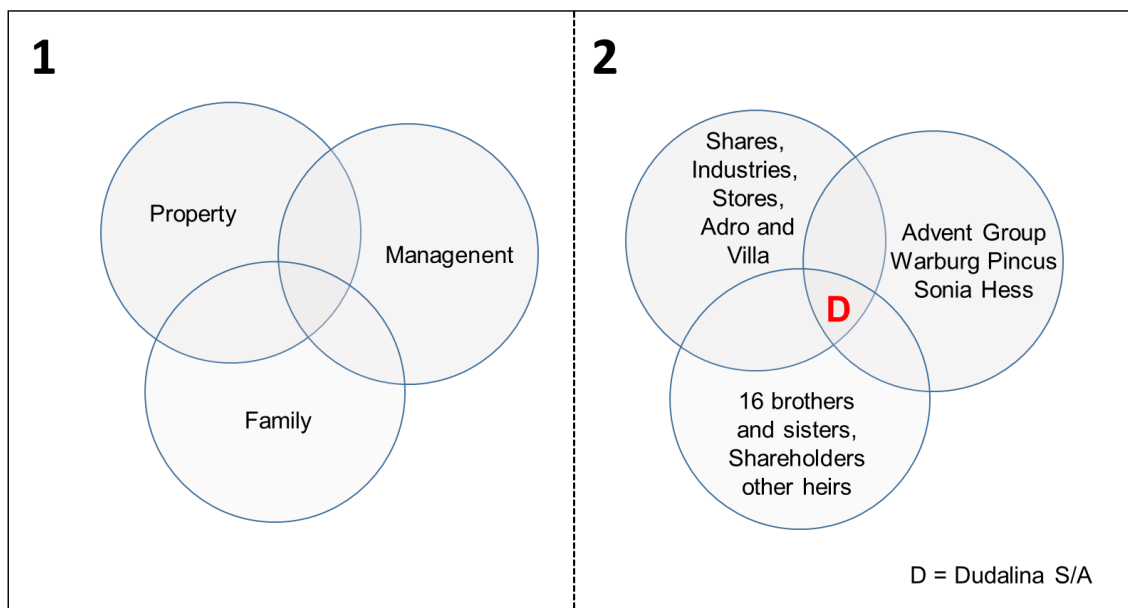 1
Property
Managenent
Family
2
Shares,
Industries,
Stores,
Adro and
Villa
Advent Group
Warburg Pincus
Sonia Hess
D
16 brothers
and sisters,
Shareholders
other heirs
D = Dudalina S/A